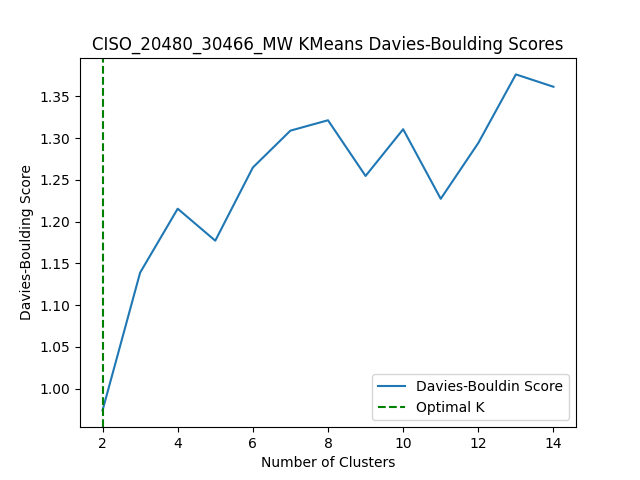 CISO_20480_30466_MW KMeans Davies-Boulding Scores
Davies-Boulding Score
1.35
1.30
1.25
1.20
1.15
1.10
1.05
1.00
Davies-Bouldin Score
Optimal K
2 4 6 8 10 12 14
Number of Clusters